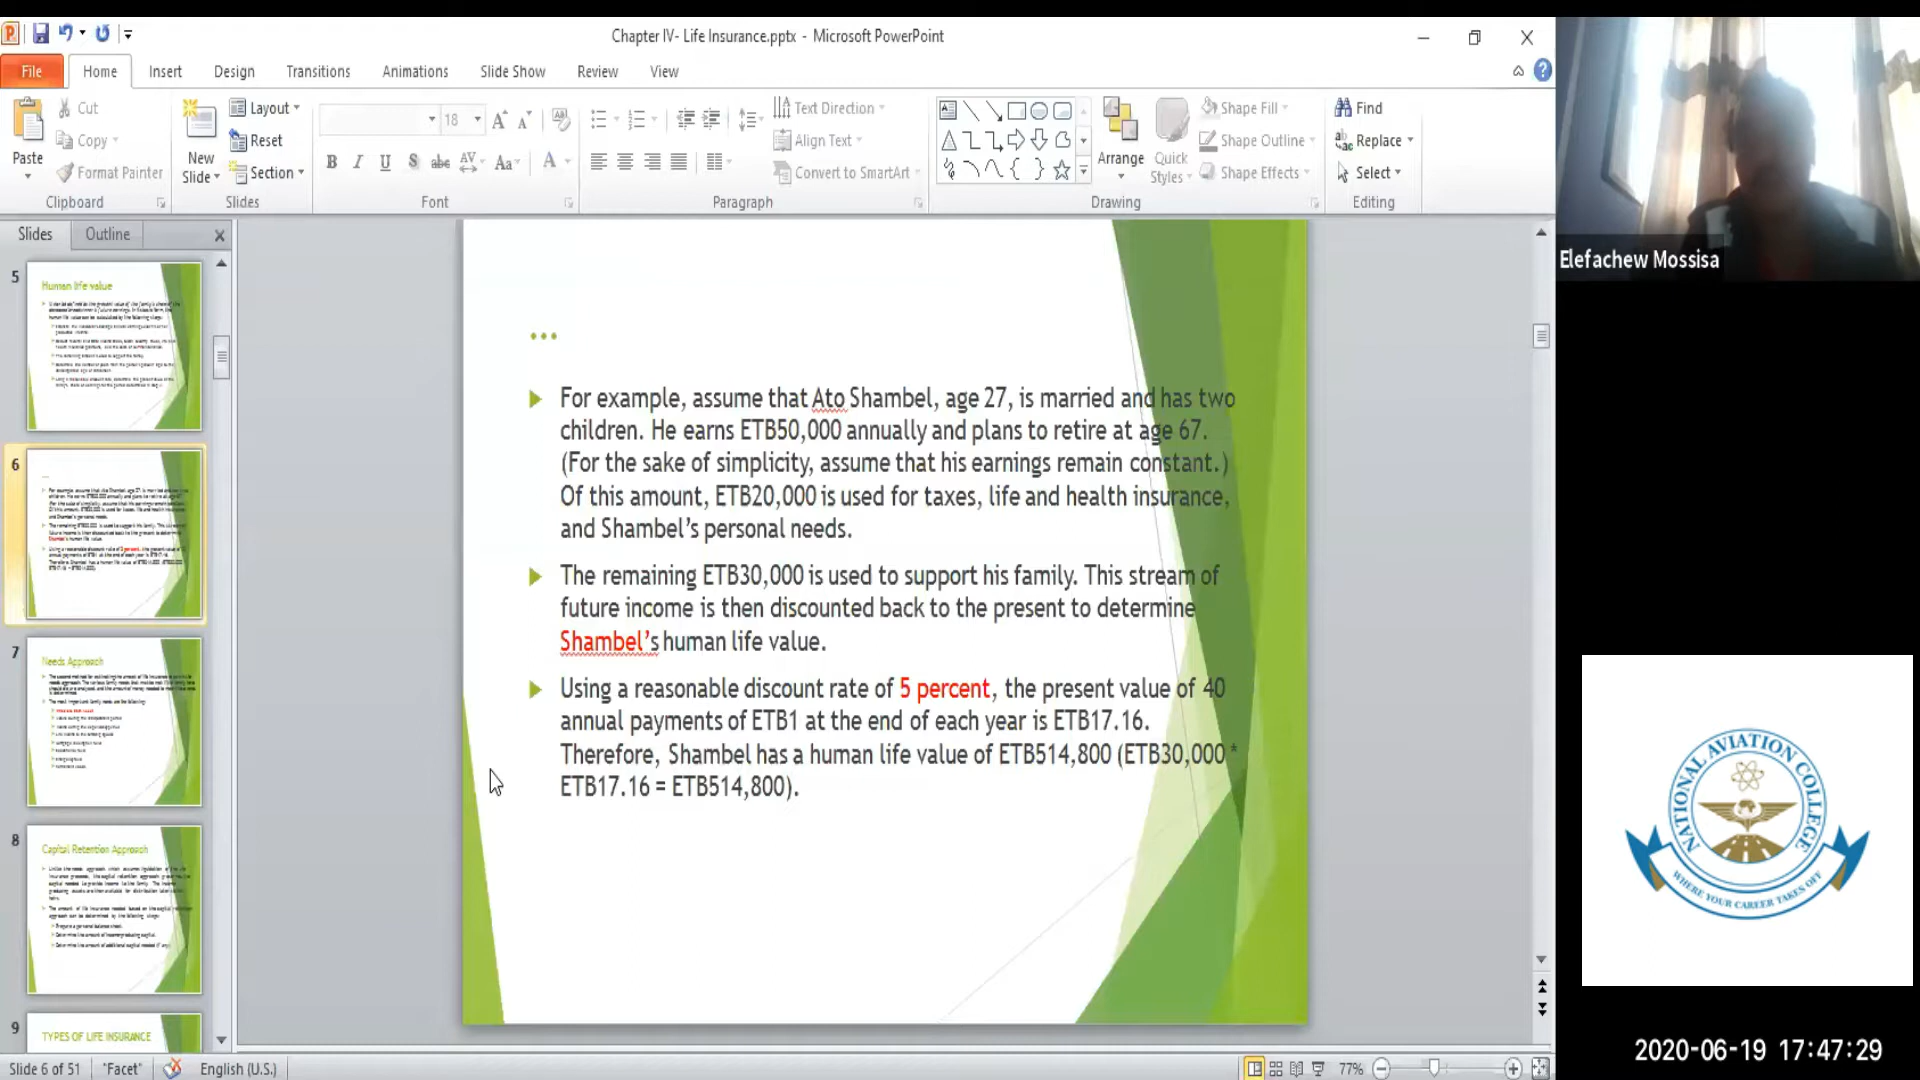 Chapter IV- Life Insurance.pptx - Microsoft PowerPoint
File Home Insert Design Transitions Animations Slide Show Review View
Paste
Cut
Copy
Format Painter
Clipboard
New Slide
Layout
Reset
Section
Slides
18
Font
Text Direction
Align Text
Convert to SmartArt
Paragraph
Arrange
Quick Styles
Shape Fill
Shape Outline
Shape Effects
Drawing
Find
Replace
Select
Editing
Slides Outline
5
Human life value
6
7
Needs Approach
8
Capital Retention Approach
9
TYPES OF LIFE INSURANCE
...
For example, assume that Ato Shambel, age 27, is married and has two
children. He earns ETB50,000 annually and plans to retire at age 67.
(For the sake of simplicity, assume that his earnings remain constant.)
Of this amount, ETB20,000 is used for taxes, life and health insurance,
and Shambel's personal needs.
The remaining ETB30,000 is used to support his family. This stream of
future income is then discounted back to the present to determine
Shambel's human life value.
Using a reasonable discount rate of 5 percent, the present value of 40
annual payments of ETB1 at the end of each year is ETB17.16.
Therefore, Shambel has a human life value of ETB514,800 (ETB30,000 *
ETB17.16 = ETB514,800).
Elefachew Mossisa
NATIONAL AVIATION COLLEGE
WHERE YOUR CAREER TAKES OFF
2020-06-19 17:47:29
Slide 6 of 51 "Facet" English (U.S.) 77%